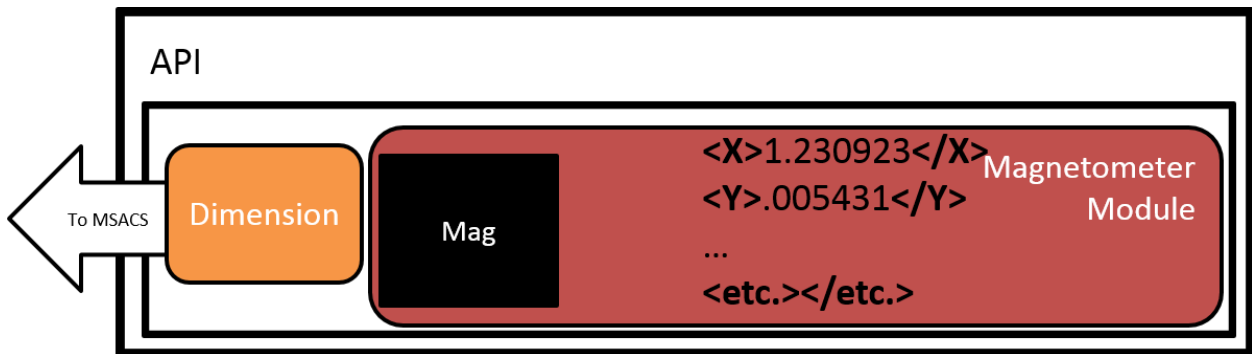 API
To MSACS
Dimension
Mag
<X>1.230923</X>
<Y>.005431</Y>
...
<etc.></etc.>
Magnetometer
Module